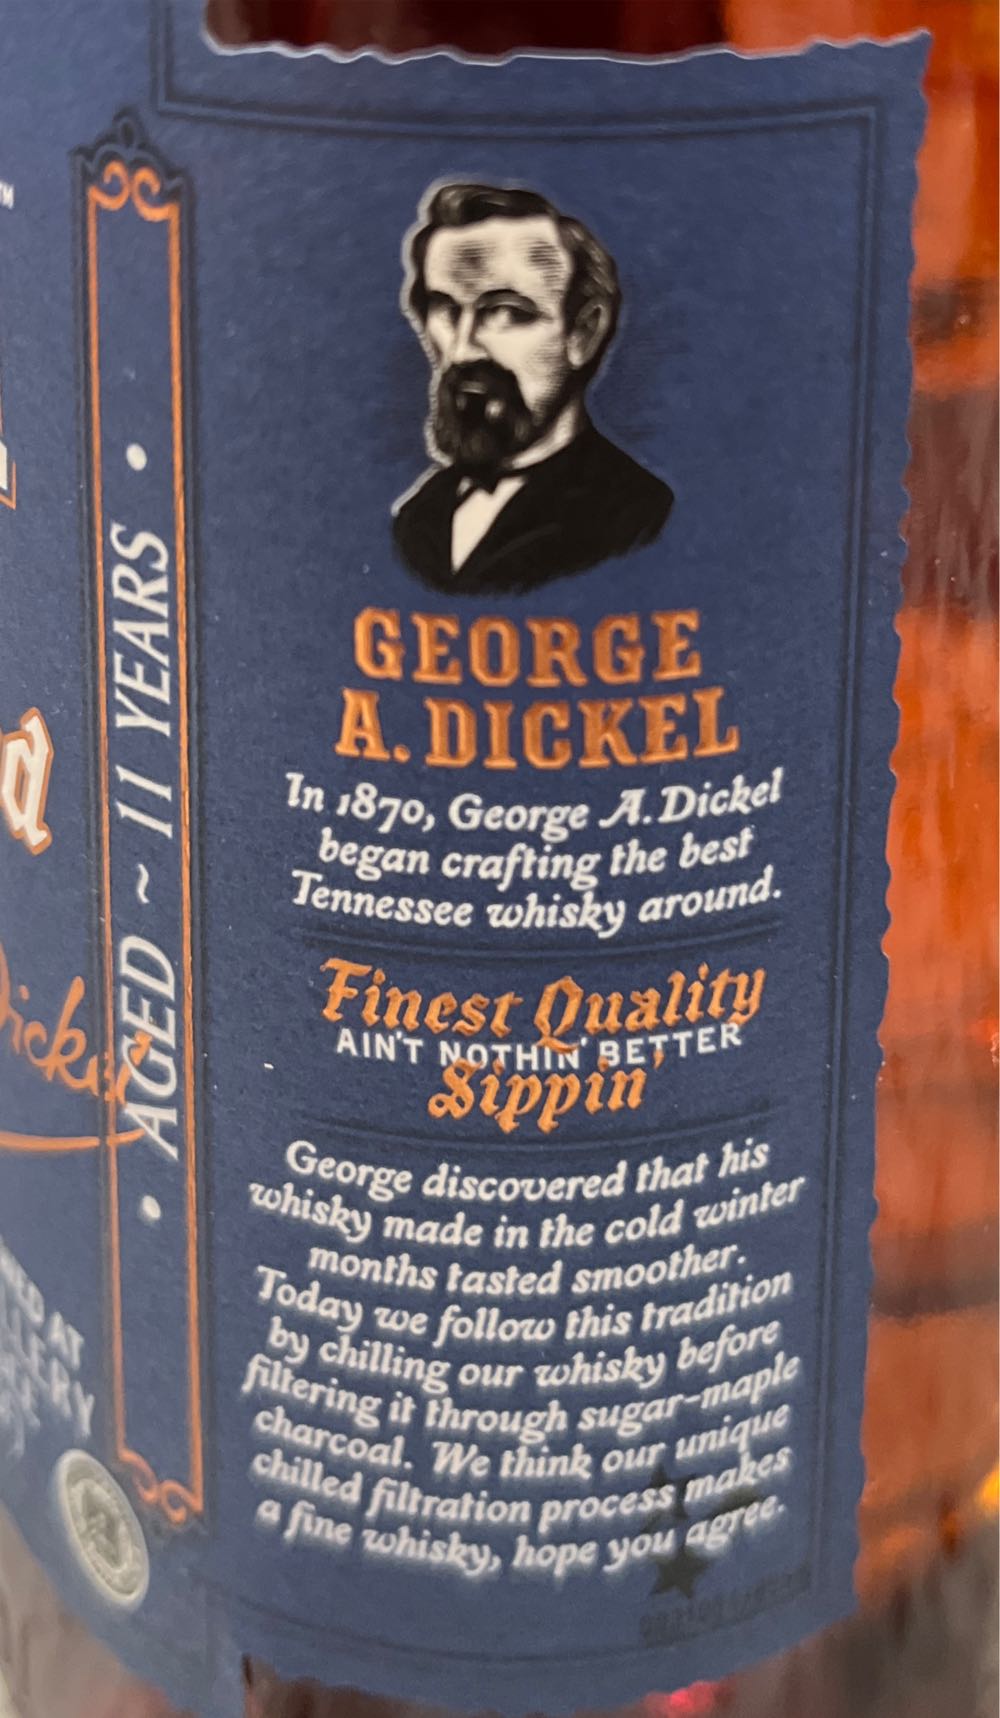 TM
d
Dickel
• AGED ~ 11 YEARS •
GEORGE
A. DICKEL
In 1870, George A. Dickel
began crafting the best
Tennessee whisky around.
Finest Quality
AIN'T NOTHIN' BETTER
Sippin'
George discovered that his
whisky made in the cold winter
months tasted smoother.
Today we follow this tradition
by chilling our whisky before
filtering it through sugar-maple
charcoal. We think our unique
chilled filtration process makes
a fine whisky, hope you agree.
AT